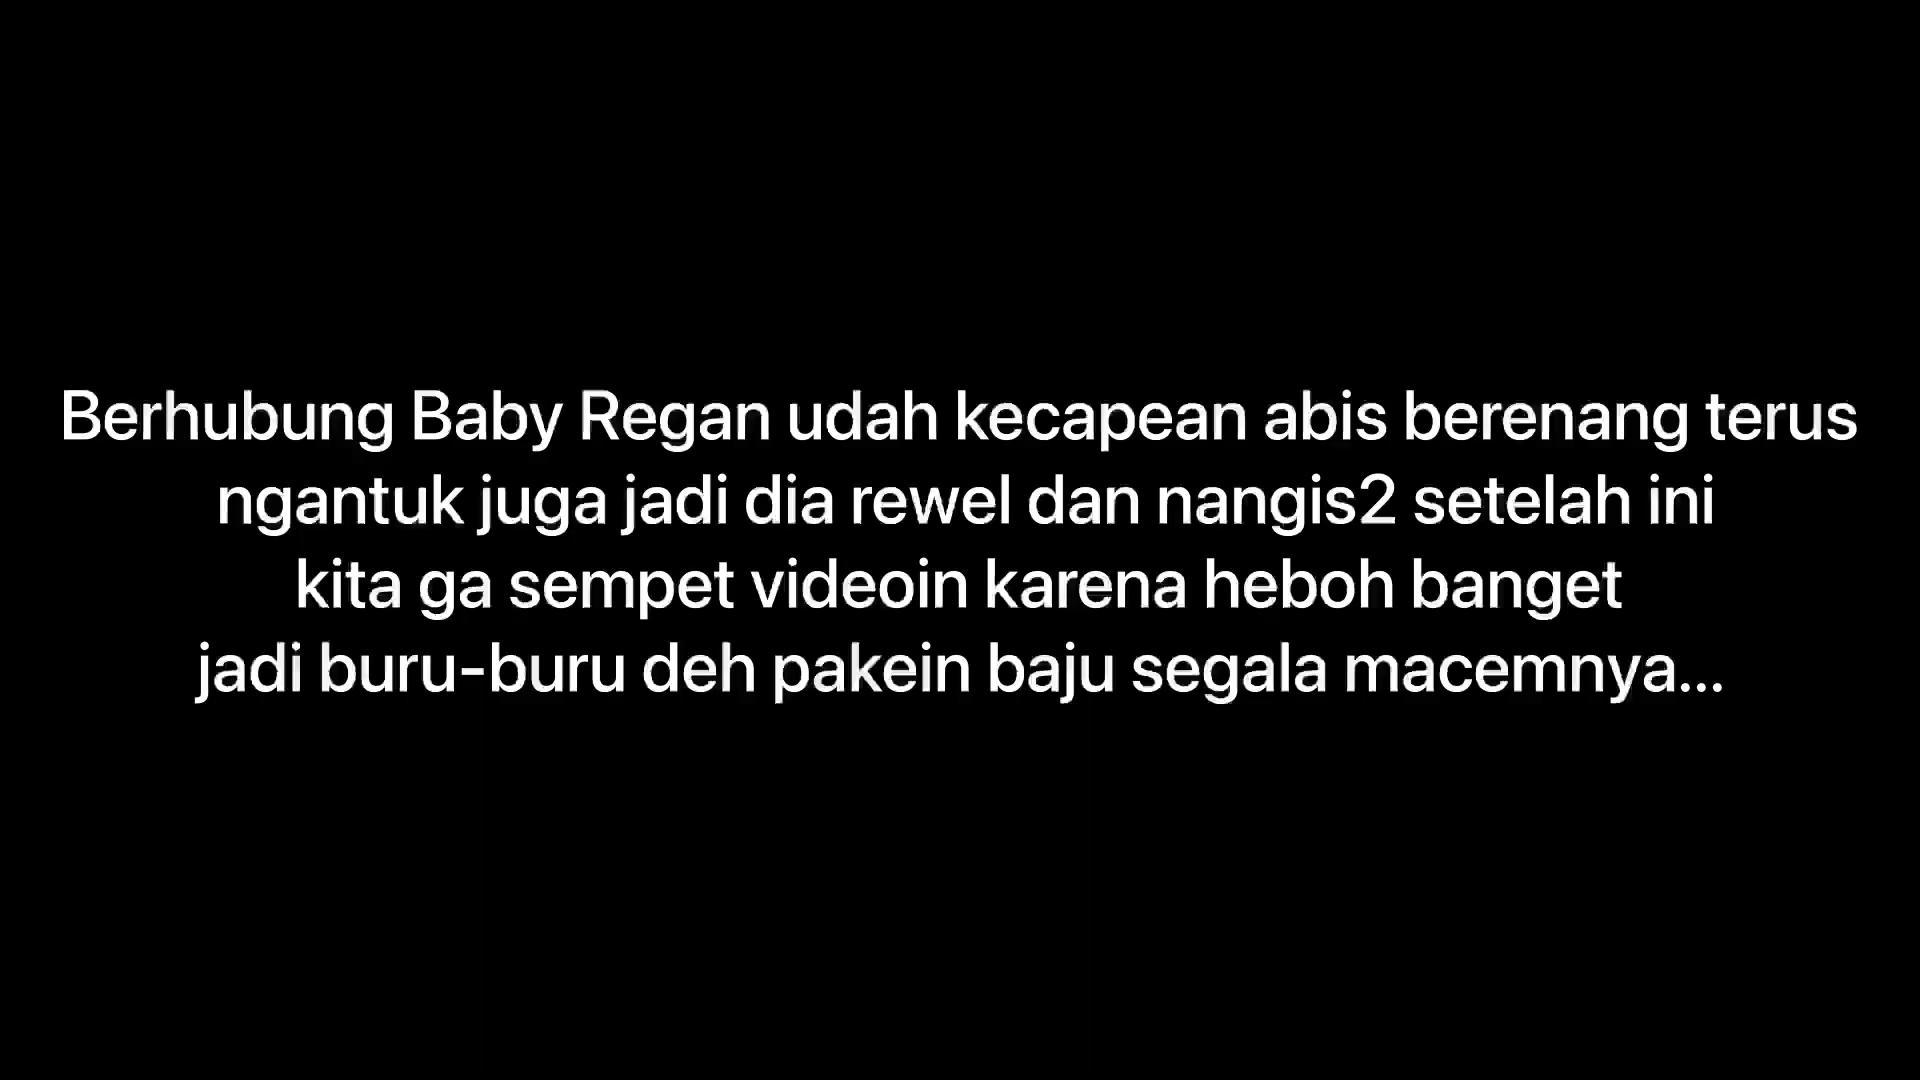 Berhubung Baby Regan udah kecapean abis berenang terus
ngantuk juga jadi dia rewel dan nangis2 setelah ini
kita ga sempet videoin karena heboh banget
jadi buru-buru deh pakein baju segala macemnya...